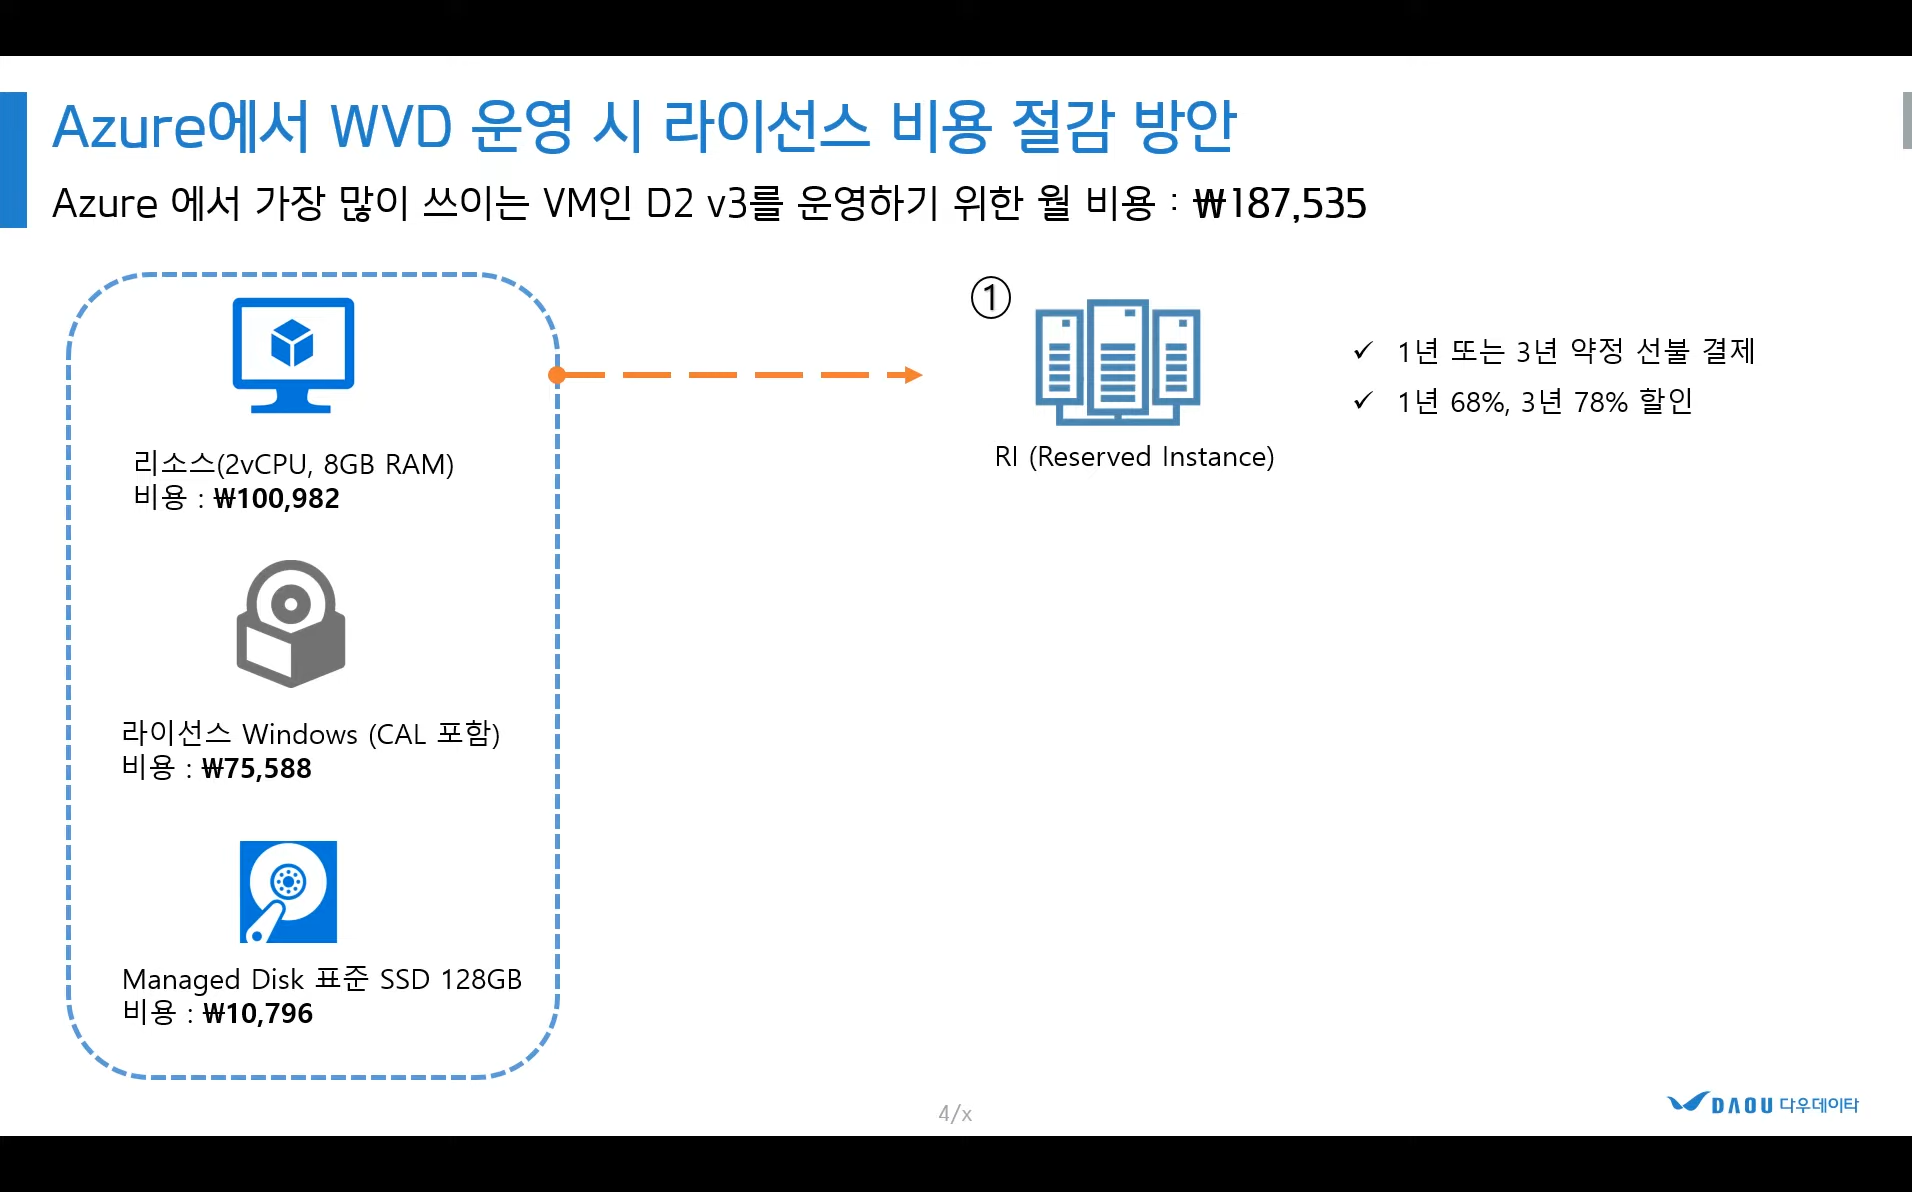 Azure에서 WVD 운영 시 라이선스 비용 절감 방안
Azure 에서 가장 많이 쓰이는 VM인 D2 v3를 운영하기 위한 월 비용 : ₩187,535
리소스(2vCPU, 8GB RAM)
비용 : ₩100,982
라이선스 Windows (CAL 포함)
비용 : ₩75,588
Managed Disk 표준 SSD 128GB
비용 : ₩10,796
①
RI (Reserved Instance)
✓ 1년 또는 3년 약정 선불 결제
✓ 1년 68%, 3년 78% 할인
4/x
DAOU 다우데이타